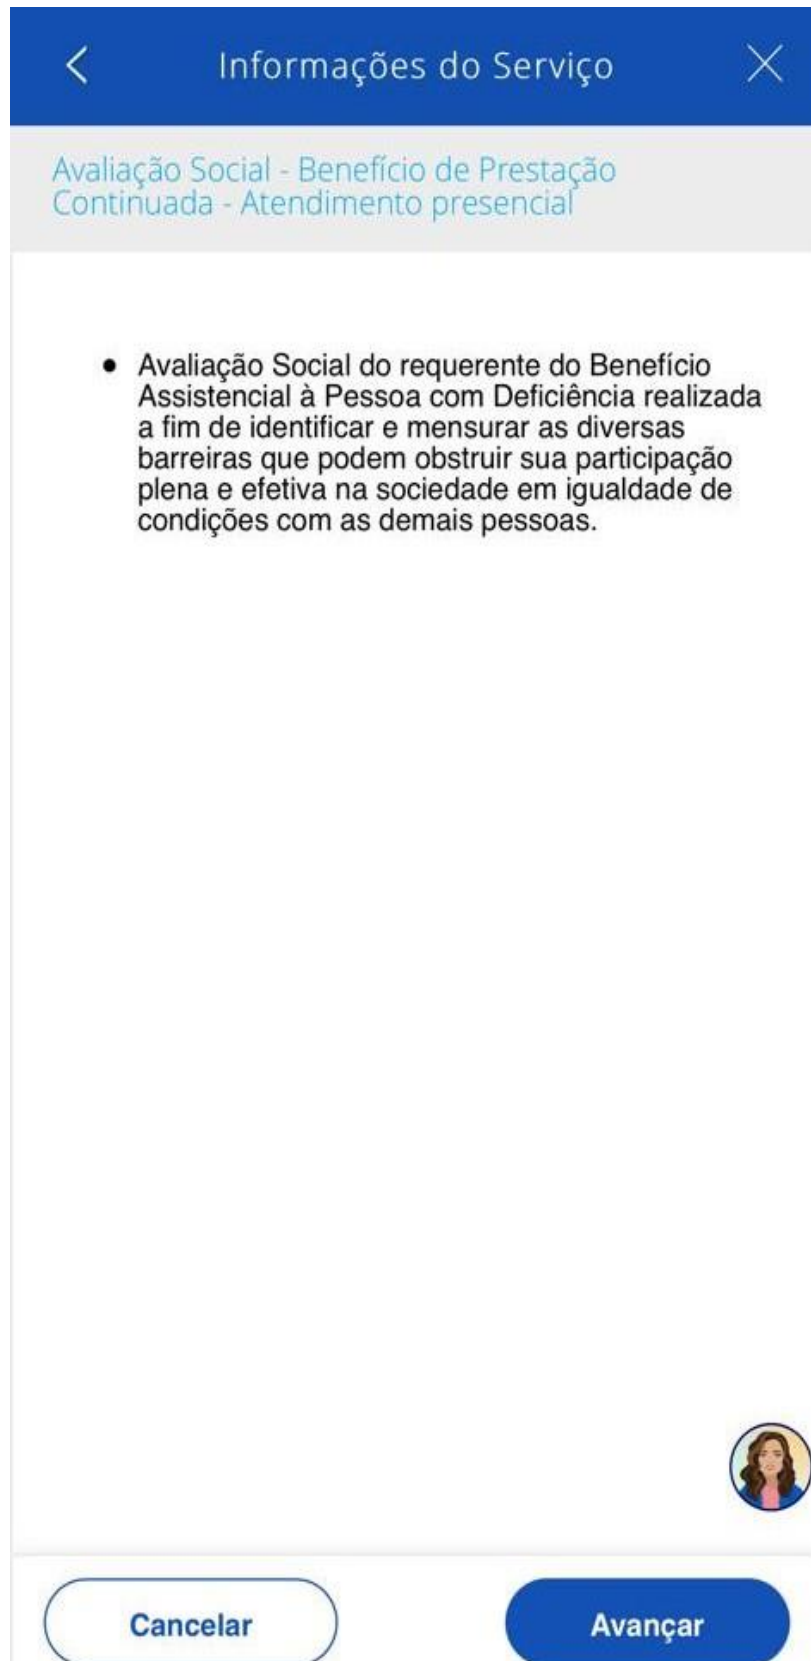 Informações do Serviço
Avaliação Social - Benefício de Prestação
Continuada - Atendimento presencial
• Avaliação Social do requerente do Benefício
Assistencial à Pessoa com Deficiência realizada
a fim de identificar e mensurar as diversas
barreiras que podem obstruir sua participação
plena e efetiva na sociedade em igualdade de
condições com as demais pessoas.
Cancelar
Avançar